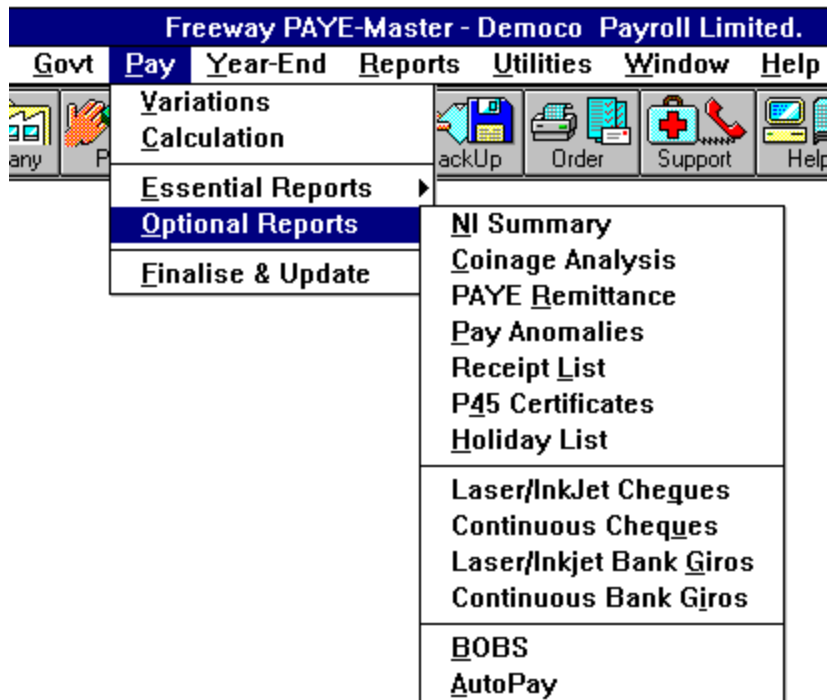 Freeway PAYE-Master - Democo Payroll Limited.
Govt Pay Year-End Reports Utilities Window Help
any P ackUp Order Support Help
Variations
Calculation
Essential Reports
Optional Reports
Finalise & Update
NI Summary
Coinage Analysis
PAYE Remittance
Pay Anomalies
Receipt List
P45 Certificates
Holiday List
Laser/InkJet Cheques
Continuous Cheques
Laser/Inkjet Bank Giros
Continuous Bank Giros
BOBS
AutoPay